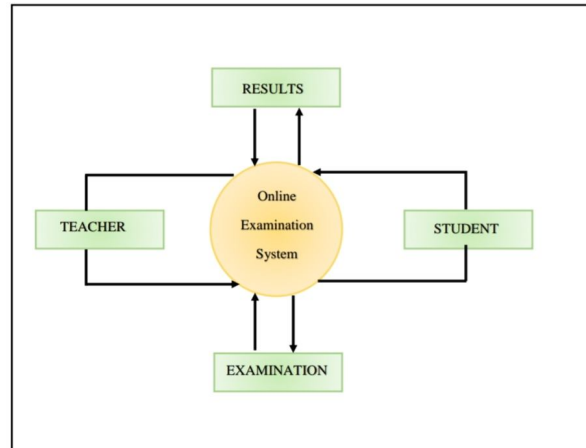 RESULTS
Online
Examination
System
TEACHER
STUDENT
EXAMINATION